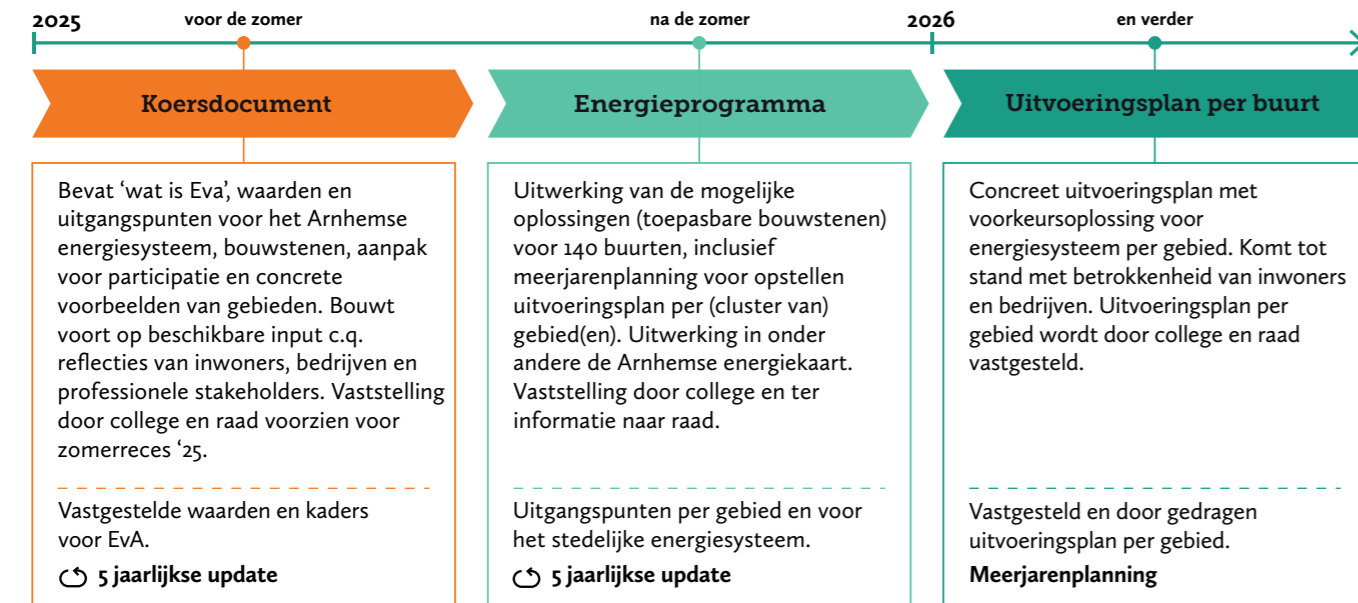 2025
voor de zomer
na de zomer
2026
en verder
Koersdocument
Energieprogramma
Uitvoeringsplan per buurt
Bevat ‘wat is Eva’, waarden en
uitgangspunten voor het Arnhemse
energiesysteem, bouwstenen, aanpak
voor participatie en concrete
voorbeelden van gebieden. Bouwt
voort op beschikbare input c.q.
reflecties van inwoners, bedrijven en
professionele stakeholders. Vaststelling
door college en raad voorzien voor
zomerreces ‘25.
Vastgestelde waarden en kaders
voor EvA.
5 jaarlijkse update
Uitwerking van de mogelijke
oplossingen (toepasbare bouwstenen)
voor 140 buurten, inclusief
meerjarenplanning voor opstellen
uitvoeringsplan per (cluster van)
gebied(en). Uitwerking in onder
andere de Arnhemse energiekaart.
Vaststelling door college en ter
informatie naar raad.
Uitgangspunten per gebied en voor
het stedelijke energiesysteem.
5 jaarlijkse update
Concreet uitvoeringsplan met
voorkeursoplossing voor
energiesysteem per gebied. Komt tot
stand met betrokkenheid van inwoners
en bedrijven. Uitvoeringsplan per
gebied wordt door college en raad
vastgesteld.
Vastgesteld en door gedragen
uitvoeringsplan per gebied.
Meerjarenplanning